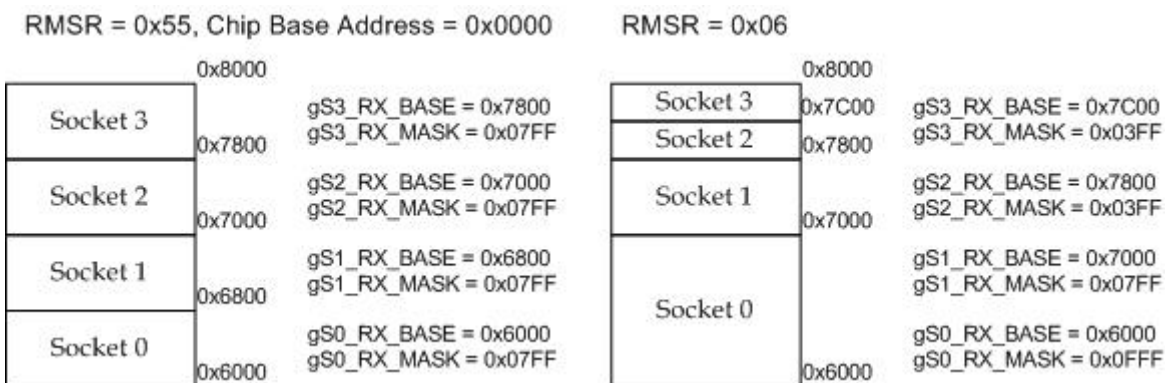 RMSR = 0x55, Chip Base Address = 0x0000
0x8000
Socket 3
gS3_RX_BASE = 0x7800
gS3_RX_MASK = 0x07FF
0x7800
Socket 2
gS2_RX_BASE = 0x7000
gS2_RX_MASK = 0x07FF
0x7000
Socket 1
gS1_RX_BASE = 0x6800
gS1_RX_MASK = 0x07FF
0x6800
Socket 0
gS0_RX_BASE = 0x6000
gS0_RX_MASK = 0x07FF
0x6000
RMSR = 0x06
0x8000
Socket 3
0x7C00
gS3_RX_BASE = 0x7C00
gS3_RX_MASK = 0x03FF
Socket 2
0x7800
Socket 1
gS2_RX_BASE = 0x7800
gS2_RX_MASK = 0x03FF
0x7000
Socket 0
gS1_RX_BASE = 0x7000
gS1_RX_MASK = 0x07FF
gS0_RX_BASE = 0x6000
gS0_RX_MASK = 0x0FFF
0x6000